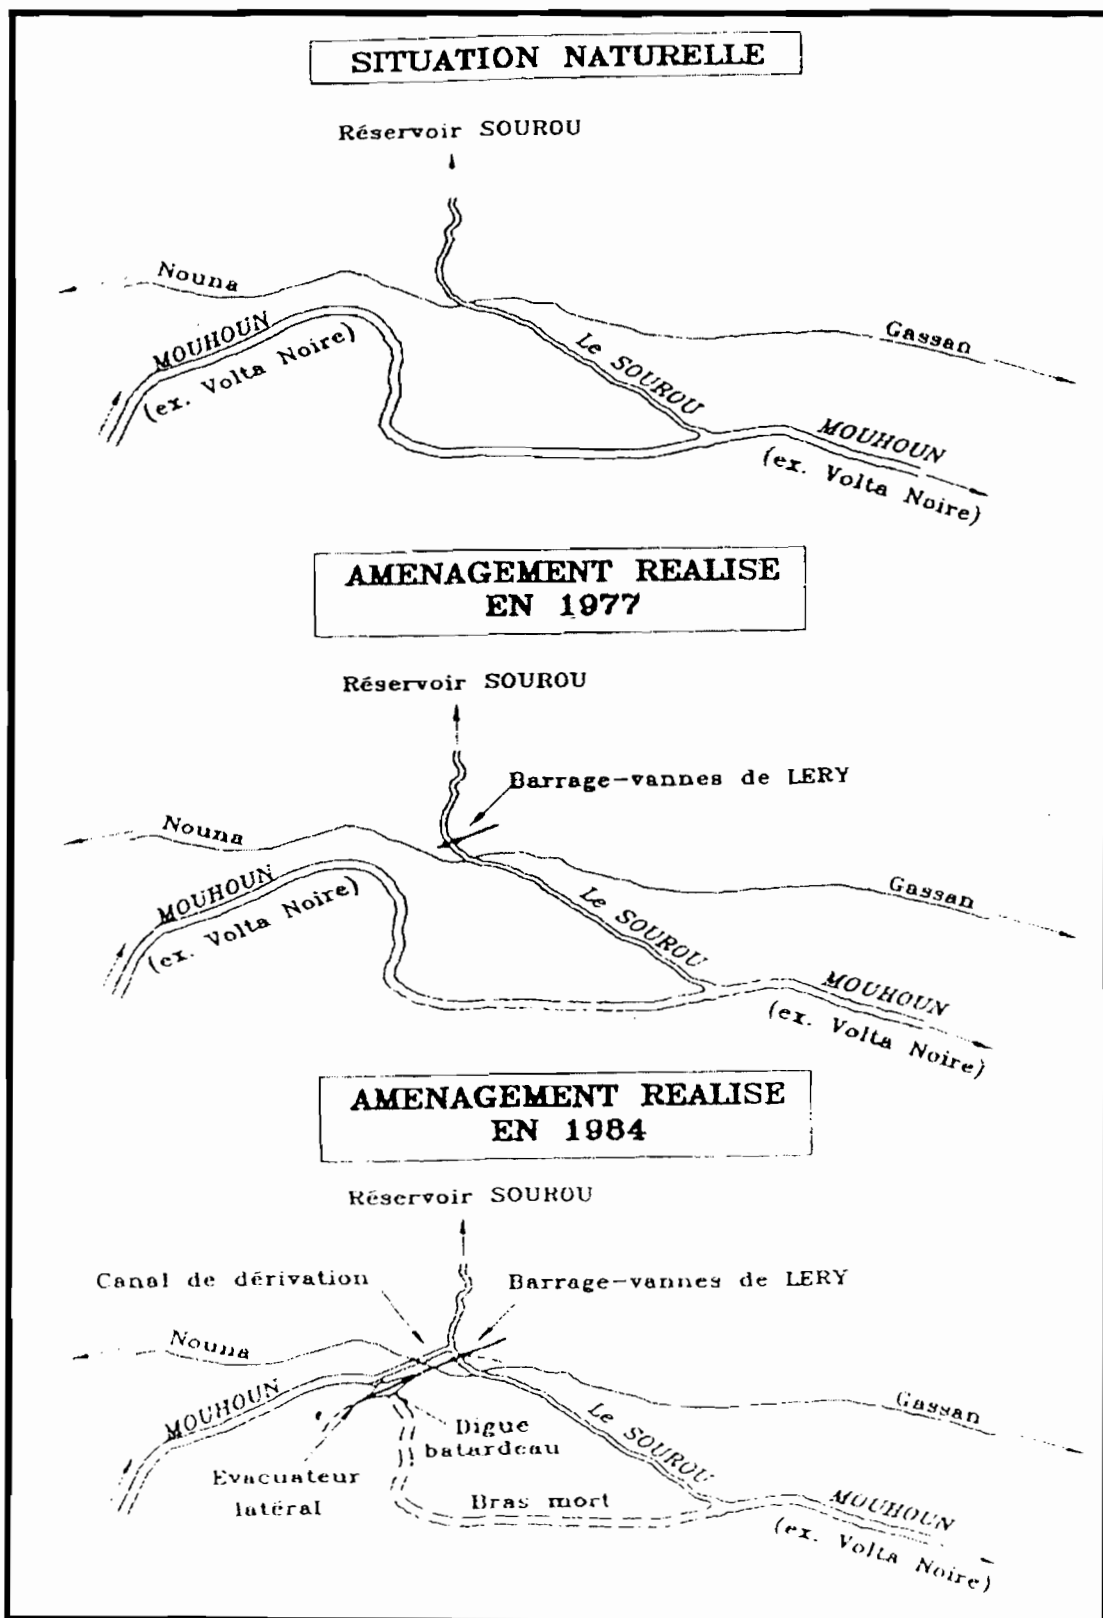 SITUATION NATURELLE
Réservoir SOUROU
Nouna
MOUHOUN
(ex. Volta Noire)
Le SOUROU
Gassan
MOUHOUN
(ex. Volta Noire)
AMENAGEMENT REALISE
EN 1977
Réservoir SOUROU
Barrage-vannes de LERY
Nouna
MOUHOUN
(ex. Volta Noire)
Le SOUROU
Gassan
MOUHOUN
(ex. Volta Noire)
AMENAGEMENT REALISE
EN 1984
Réservoir SOUROU
Canal de dérivation
Barrage-vannes de LERY
Nouna
MOUHOUN
Le SOUROU
Gassan
Digue
batardeau
Evacuateur
latéral
Bras mort
MOUHOUN
(ex. Volta Noire)